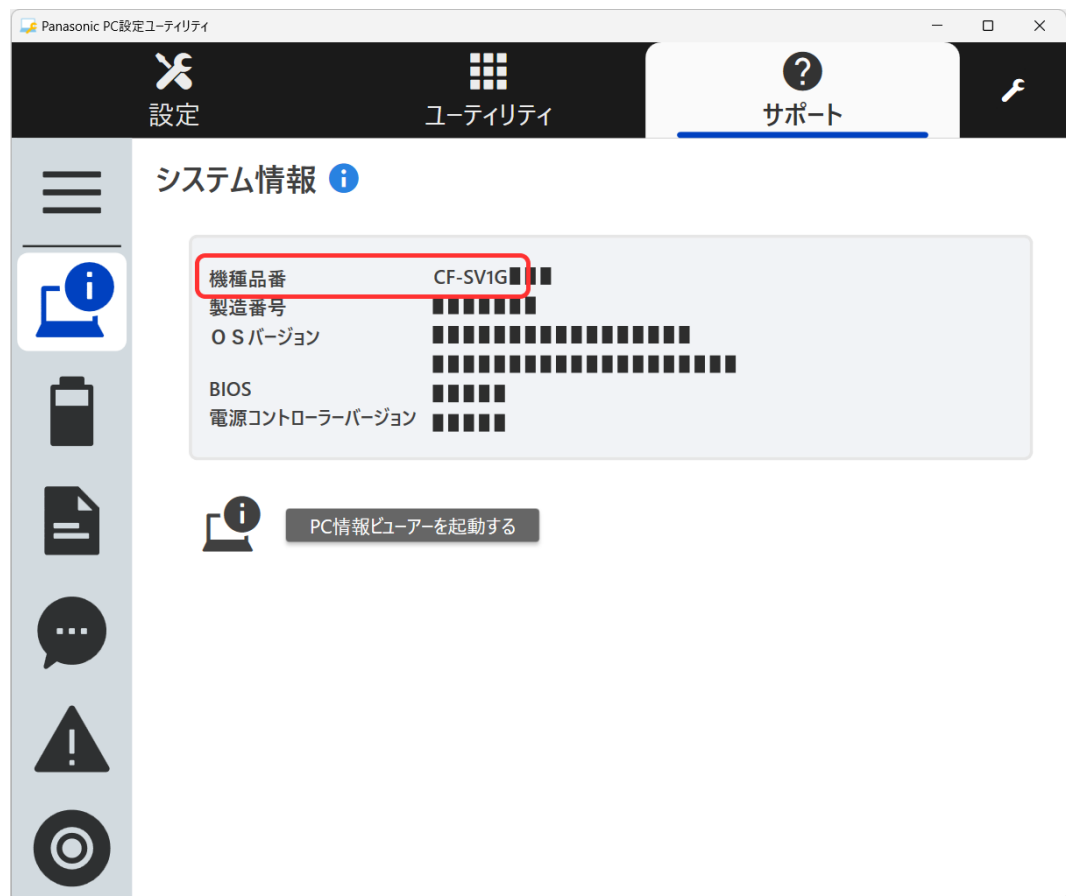 Panasonic PC設定ユーティリティ
設定
ユーティリティ
サポート
システム情報
機種品番 CF-SV1G
製造番号
OSバージョン
BIOS
電源コントローラーバージョン
PC情報ビューアーを起動する